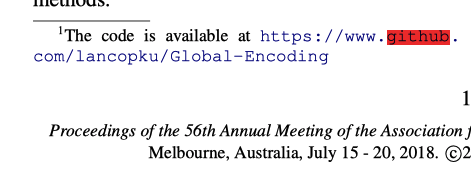 methods.
¹The code is available at https://www.github.
com/lancopku/Global-Encoding
1
Proceedings of the 56th Annual Meeting of the Association f
Melbourne, Australia, July 15 - 20, 2018. ©2